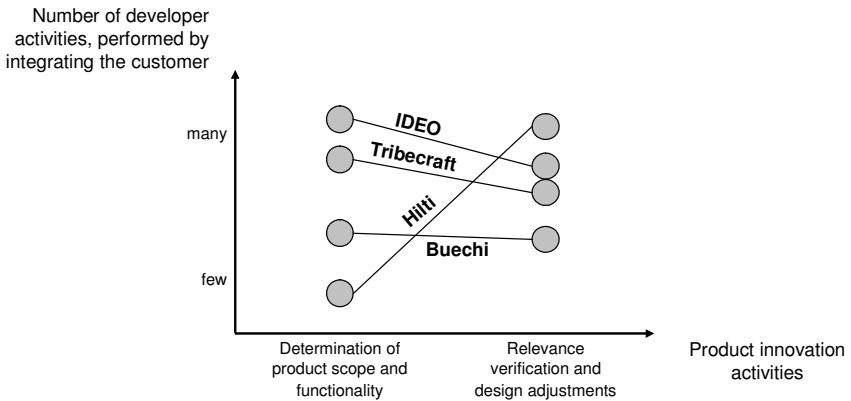 Number of developer
activities, performed by
integrating the customer
many
few
IDEO
Tribecraft
Hilti
Buechi
Determination of
product scope and
functionality
Relevance
verification and
design adjustments
Product innovation
activities